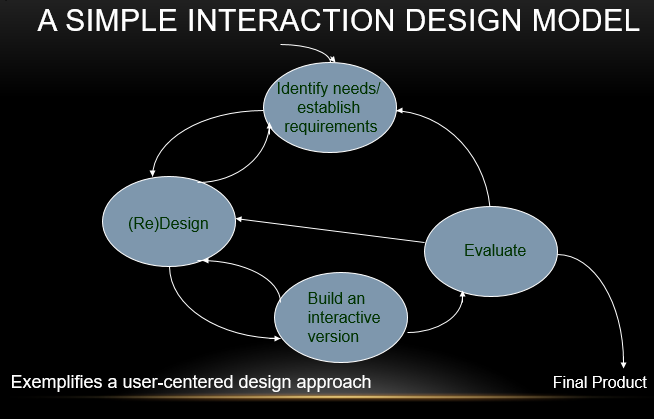 A SIMPLE INTERACTION DESIGN MODEL
Identify needs/
establish
requirements
(Re)Design
Evaluate
Build an
interactive
version
Exemplifies a user-centered design approach
Final Product